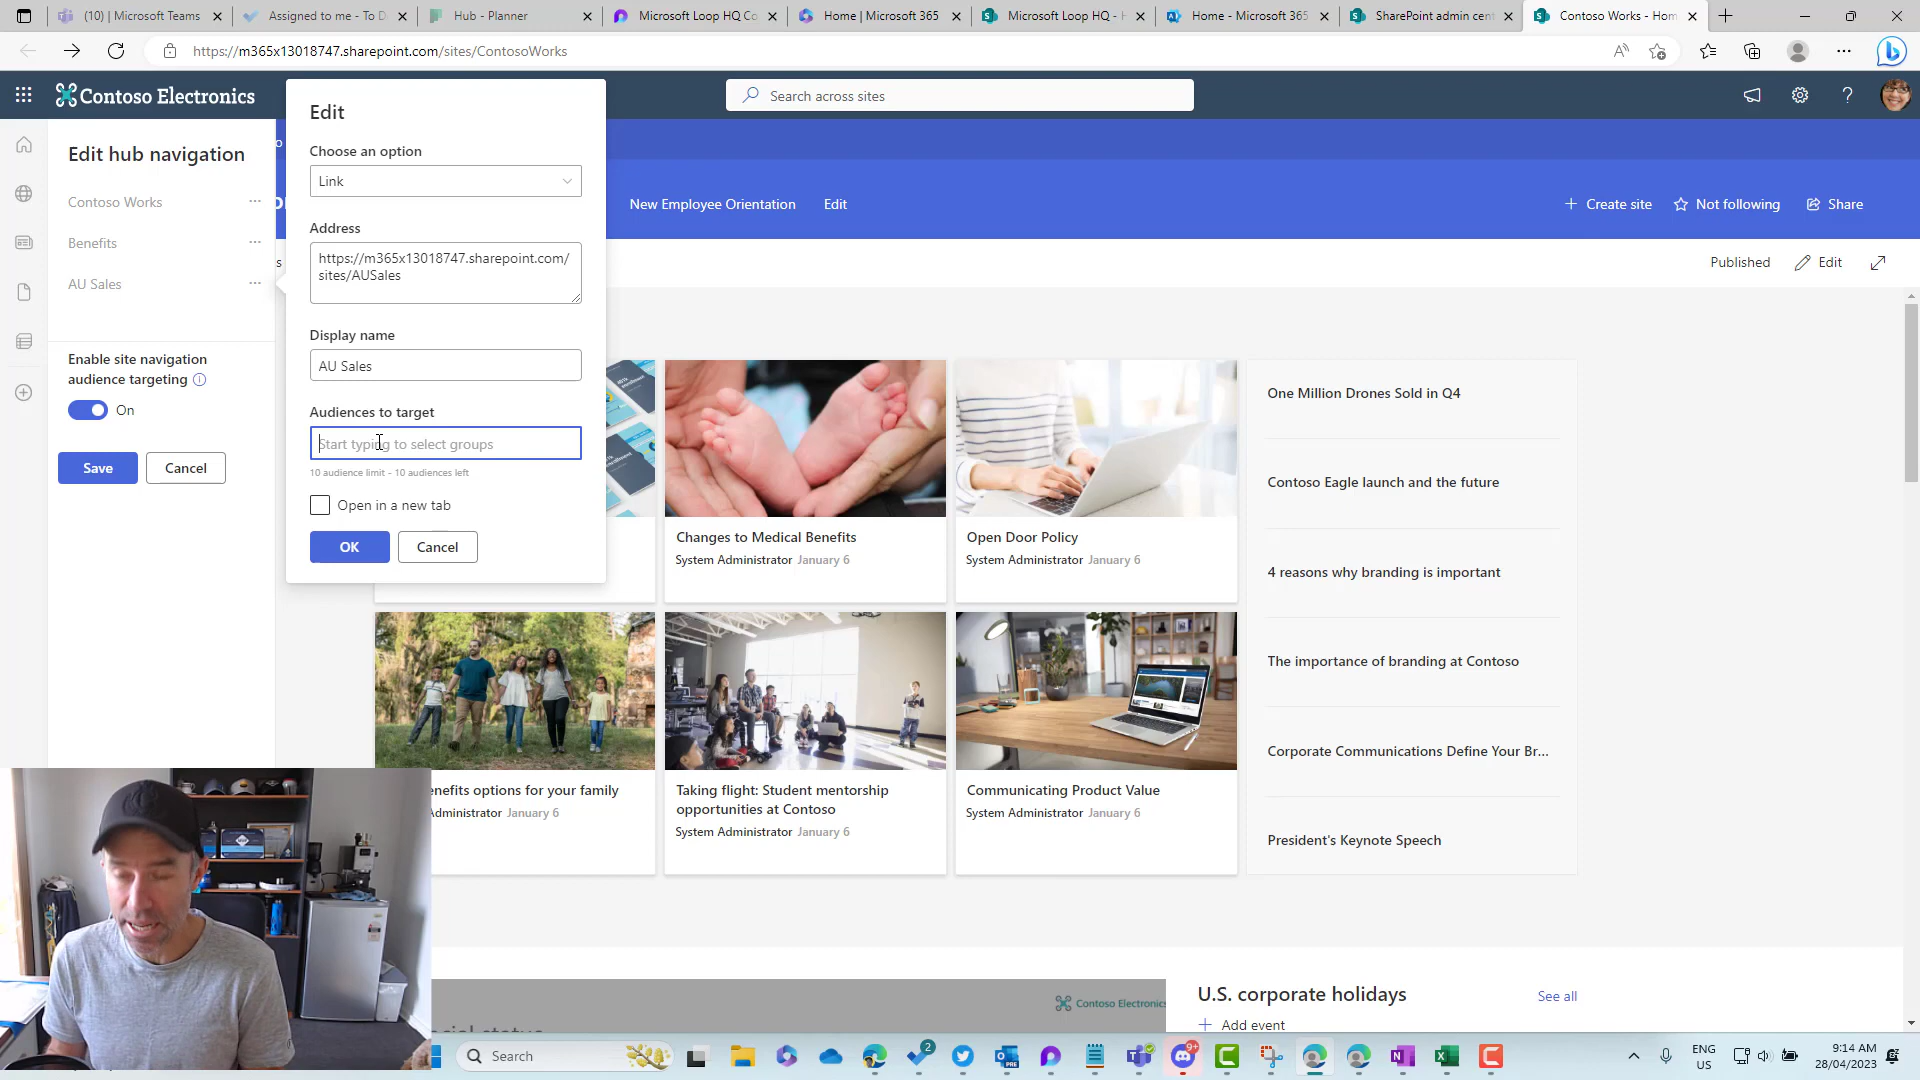 (10) | Microsoft Teams
Assigned to me - To D
Hub - Planner
Microsoft Loop HQ Co
Home | Microsoft 365
Microsoft Loop HQ - H
Home - Microsoft 365
SharePoint admin cent
Contoso Works - Hom
https://m365x13018747.sharepoint.com/sites/ContosoWorks
Contoso Electronics
Search across sites
Edit hub navigation
Contoso Works
Benefits
AU Sales
Enable site navigation
audience targeting
On
Save
Cancel
Edit
Choose an option
Link
Address
https://m365x13018747.sharepoint.com/
sites/AUSales
Display name
AU Sales
Audiences to target
Start typing to select groups
10 audience limit - 10 audiences left
Open in a new tab
OK
Cancel
New Employee Orientation
Edit
Create site
Not following
Share
Published
Edit
Changes to Medical Benefits
System Administrator January 6
Open Door Policy
System Administrator January 6
enefits options for your family
dministrator January 6
Taking flight: Student mentorship
opportunities at Contoso
System Administrator January 6
Communicating Product Value
System Administrator January 6
One Million Drones Sold in Q4
Contoso Eagle launch and the future
4 reasons why branding is important
The importance of branding at Contoso
Corporate Communications Define Your Br...
President's Keynote Speech
Contoso Electronics
U.S. corporate holidays
See all
Add event
Search
2
9+
ENG
US
9:14 AM
28/04/2023